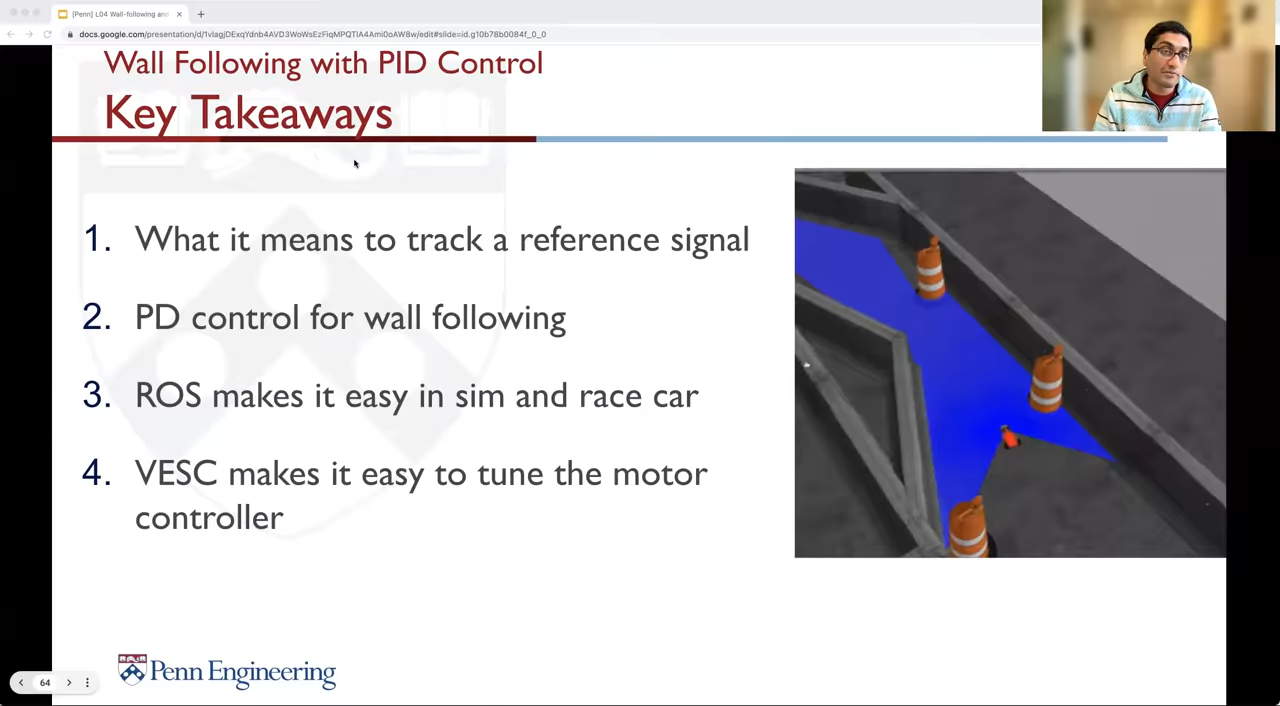 [Penn] L04 Wall-following and
docs.google.com/presentation/d/1vlagjDExqYdnb4AVD3WoWsEzFiqMPQTIA4Ami0oAW8w/edit#slide=id.g10b78b0084f_0_0
Wall Following with PID Control
Key Takeaways
1. What it means to track a reference signal
2. PD control for wall following
3. ROS makes it easy in sim and race car
4. VESC makes it easy to tune the motor
controller
Penn Engineering
64